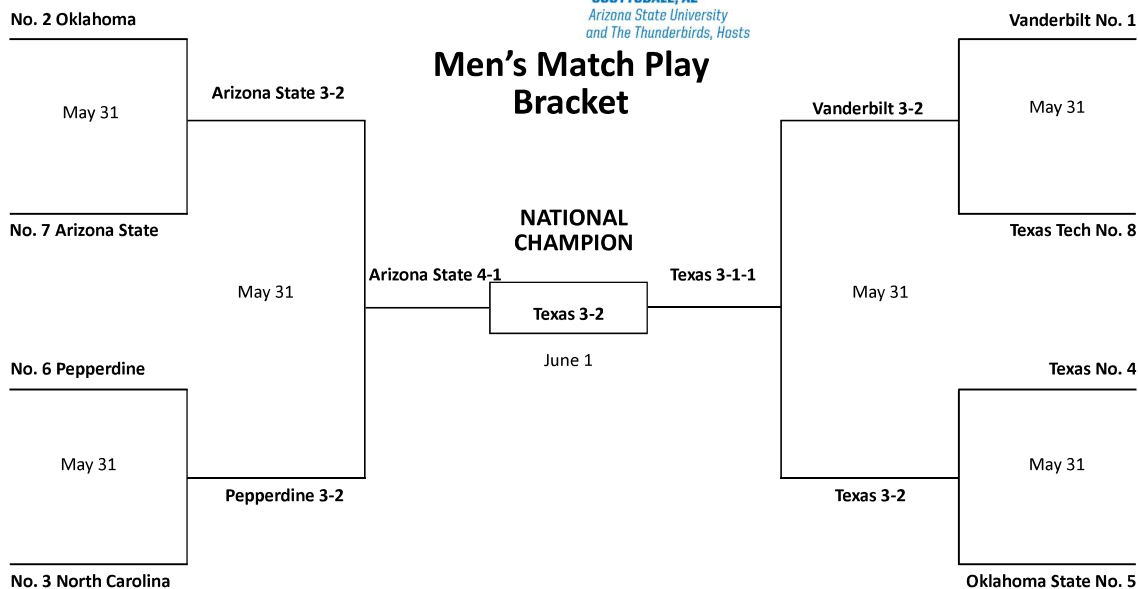 SCOTTSDALE, AZ
Arizona State University
and The Thunderbirds, Hosts
Men's Match Play
Bracket
No. 2 Oklahoma
May 31
No. 7 Arizona State
Arizona State 3-2
May 31
No. 6 Pepperdine
May 31
No. 3 North Carolina
Pepperdine 3-2
Arizona State 4-1
NATIONAL
CHAMPION
Texas 3-2
June 1
Texas 3-1-1
Vanderbilt No. 1
May 31
Texas Tech No. 8
Vanderbilt 3-2
May 31
Texas No. 4
May 31
Oklahoma State No. 5
Texas 3-2